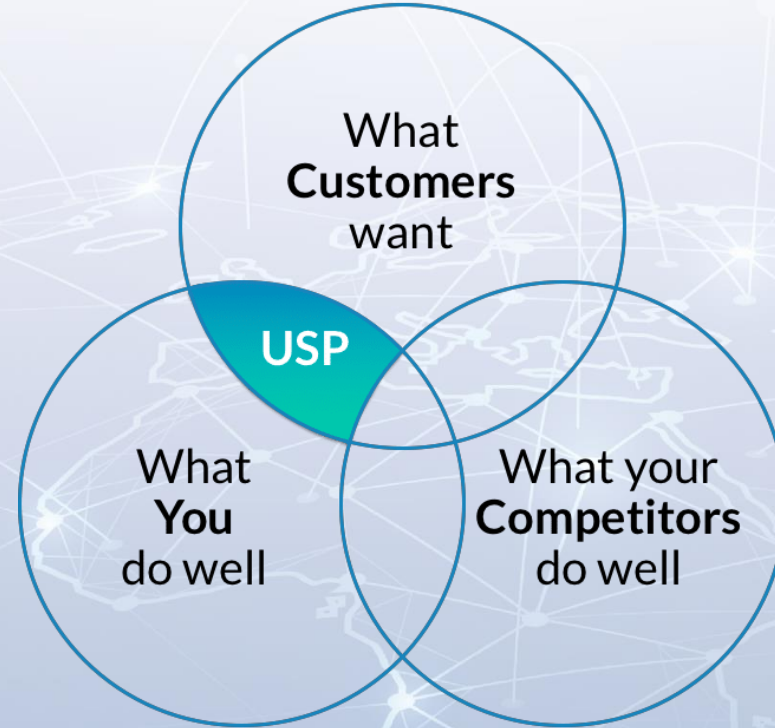 What
Customers
want
USP
What
You
do well
What your
Competitors
do well